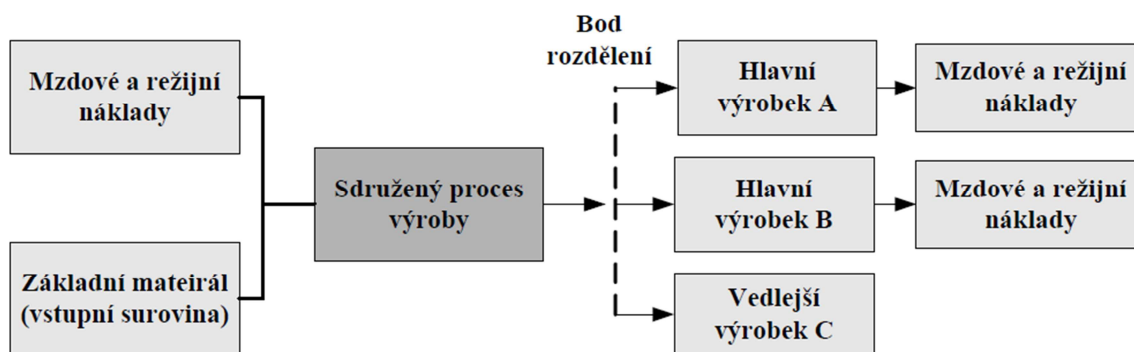 Mzdové a režijní
náklady
Základní mateirál
(vstupní surovina)
Sdružený proces
výroby
Bod
rozdělení
Hlavní
výrobek A
Mzdové a režijní
náklady
Hlavní
výrobek B
Mzdové a režijní
náklady
Vedlejší
výrobek C